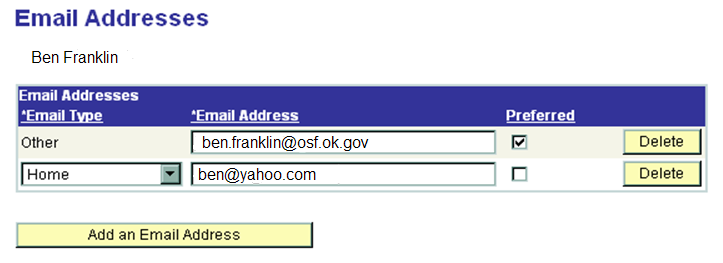 Email Addresses
Ben Franklin
Email Addresses
*Email Type *Email Address Preferred
Other ben.franklin@osf.ok.gov Delete
Home ben@yahoo.com Delete
Add an Email Address